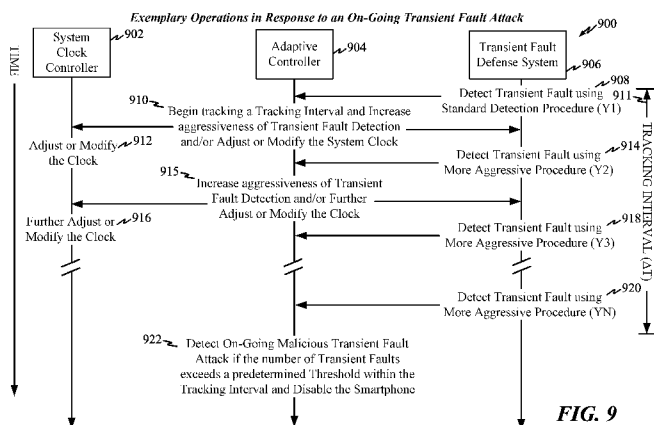 Exemplary Operations in Response to an On-Going Transient Fault Attack
900
902
System
Clock
Controller
904
Adaptive
Controller
906
Transient Fault
Defense System
TIME
908
Detect Transient Fault using
Standard Detection Procedure (Y1)
911
TRACKING INTERVAL (ΔT)
910
Begin tracking a Tracking Interval and Increase
aggressiveness of Transient Fault Detection
and/or Adjust or Modify the System Clock
912
Adjust or Modify
the Clock
914
Detect Transient Fault using
More Aggressive Procedure (Y2)
915
Increase aggressiveness of Transient
Fault Detection and/or Further
Adjust or Modify the Clock
916
Further Adjust or
Modify the Clock
918
Detect Transient Fault using
More Aggressive Procedure (Y3)
920
Detect Transient Fault using
More Aggressive Procedure (YN)
922
Detect On-Going Malicious Transient Fault
Attack if the number of Transient Faults
exceeds a predetermined Threshold within the
Tracking Interval and Disable the Smartphone
FIG. 9